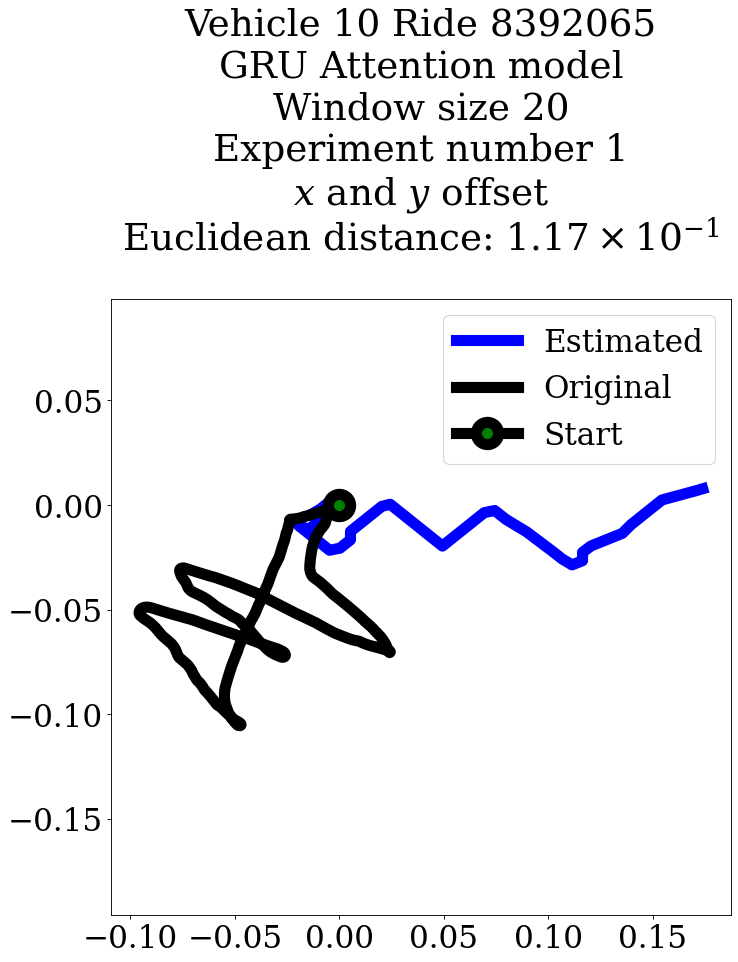 Vehicle 10 Ride 8392065
GRU Attention model
Window size 20
Experiment number 1
x and y offset
Euclidean distance: 1.17 × 10⁻¹
Estimated
Original
Start
0.05
0.00
−0.05
−0.10
−0.15
−0.10 −0.05 0.00 0.05 0.10 0.15